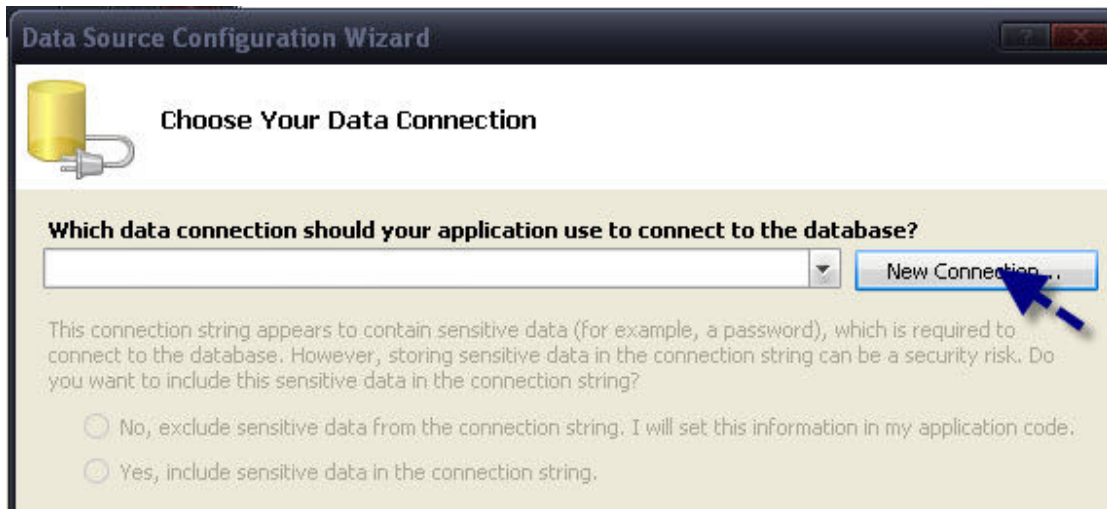 Data Source Configuration Wizard
?
Choose Your Data Connection
Which data connection should your application use to connect to the database?
New Connection...
This connection string appears to contain sensitive data (for example, a password), which is required to
connect to the database. However, storing sensitive data in the connection string can be a security risk. Do
you want to include this sensitive data in the connection string?
No, exclude sensitive data from the connection string. I will set this information in my application code.
Yes, include sensitive data in the connection string.